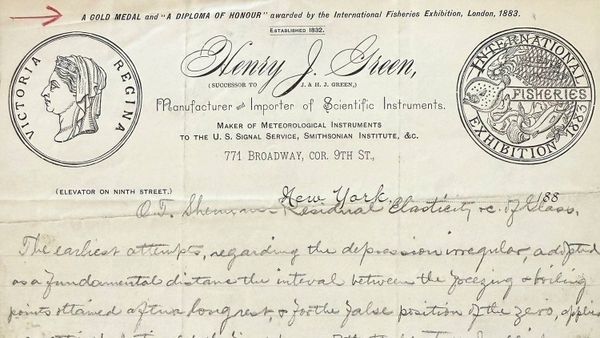 A GOLD MEDAL and "A DIPLOMA OF HONOUR" awarded by the International Fisheries Exhibition, London, 1883.
ESTABLISHED 1832.
Henry J. Green,
(SUCCESSOR TO J. & H. J. GREEN,)
Manufacturer and Importer of Scientific Instruments.
MAKER OF METEOROLOGICAL INSTRUMENTS
TO THE U. S. SIGNAL SERVICE, SMITHSONIAN INSTITUTE, &c.
771 BROADWAY, COR. 9TH ST.,
VICTORIA REGINA
INTERNATIONAL
FISHERIES
EXHIBITION 1883
(ELEVATOR ON NINTH STREET.)
New York, 188
O.T. Sherman Residual Elasticity &c. of Glass.
The earliest attempts, regarding the depression irregular, adopted
as a fundamental distance the interval between the freezing & boiling
points attained after a long rest, & for the false position of the zero,